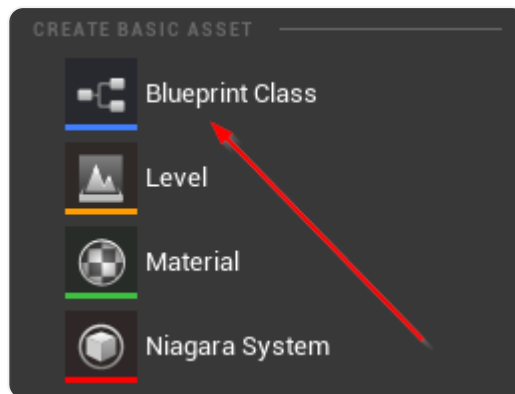 CREATE BASIC ASSET
Blueprint Class
Level
Material
Niagara System